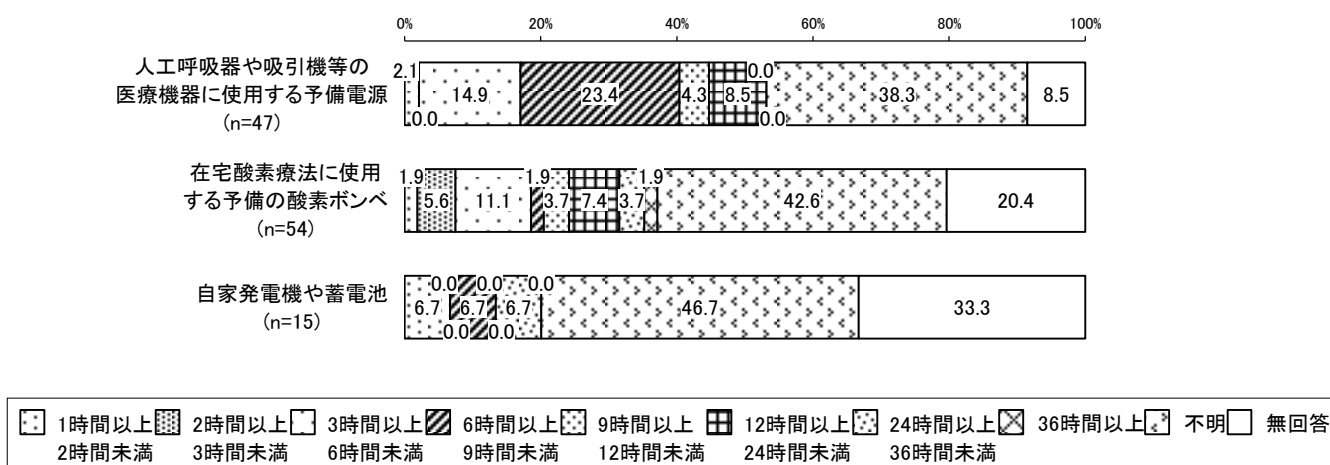 0% 20% 40% 60% 80% 100%
人工呼吸器や吸引機等の
医療機器に使用する予備電源
(n=47)
2.1 0.0 14.9 23.4 4.3 8.5 0.0 0.0 38.3 8.5
在宅酸素療法に使用
する予備の酸素ボンベ
(n=54)
1.9 5.6 11.1 1.9 3.7 7.4 3.7 1.9 42.6 20.4
自家発電機や蓄電池
(n=15)
6.7 0.0 0.0 6.7 0.0 0.0 6.7 0.0 46.7 33.3
1時間以上 2時間以上 3時間以上 6時間以上 9時間以上 12時間以上 24時間以上 36時間以上 不明 無回答
2時間未満 3時間未満 6時間未満 9時間未満 12時間未満 24時間未満 36時間未満